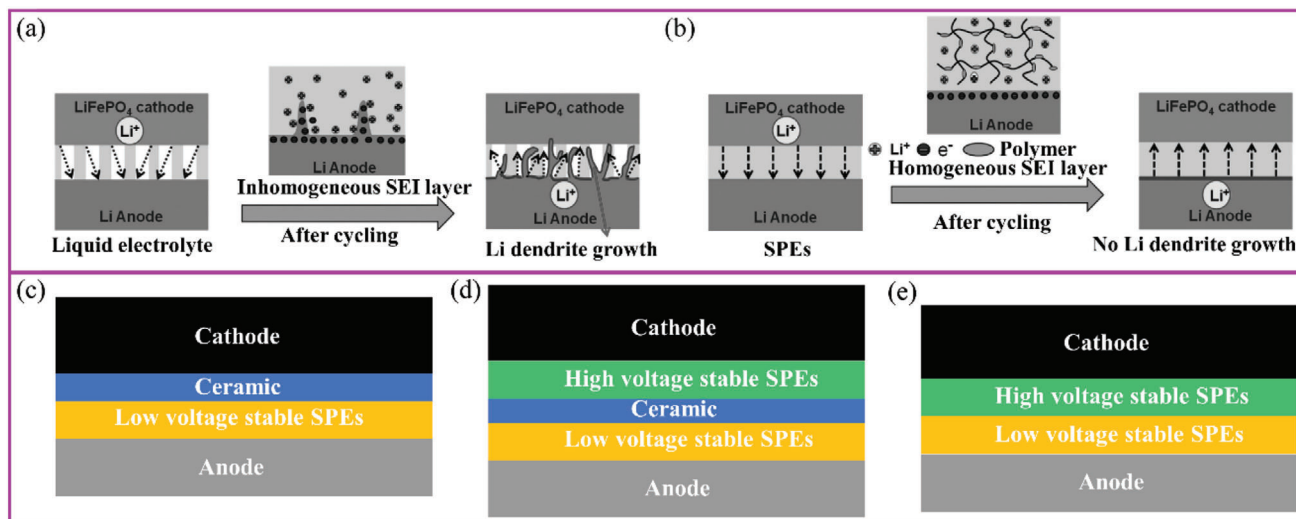 (a)
LiFePO4 cathode
Li+
Li Anode
Liquid electrolyte
Li Anode
Inhomogeneous SEI layer
After cycling
LiFePO4 cathode
Li+
Li Anode
Li dendrite growth
(b)
LiFePO4 cathode
Li+
Li Anode
SPEs
Li Anode
Li+ e- Polymer
Homogeneous SEI layer
After cycling
LiFePO4 cathode
Li+
Li Anode
No Li dendrite growth
(c)
Cathode
Ceramic
Low voltage stable SPEs
Anode
(d)
Cathode
High voltage stable SPEs
Ceramic
Low voltage stable SPEs
Anode
(e)
Cathode
High voltage stable SPEs
Low voltage stable SPEs
Anode